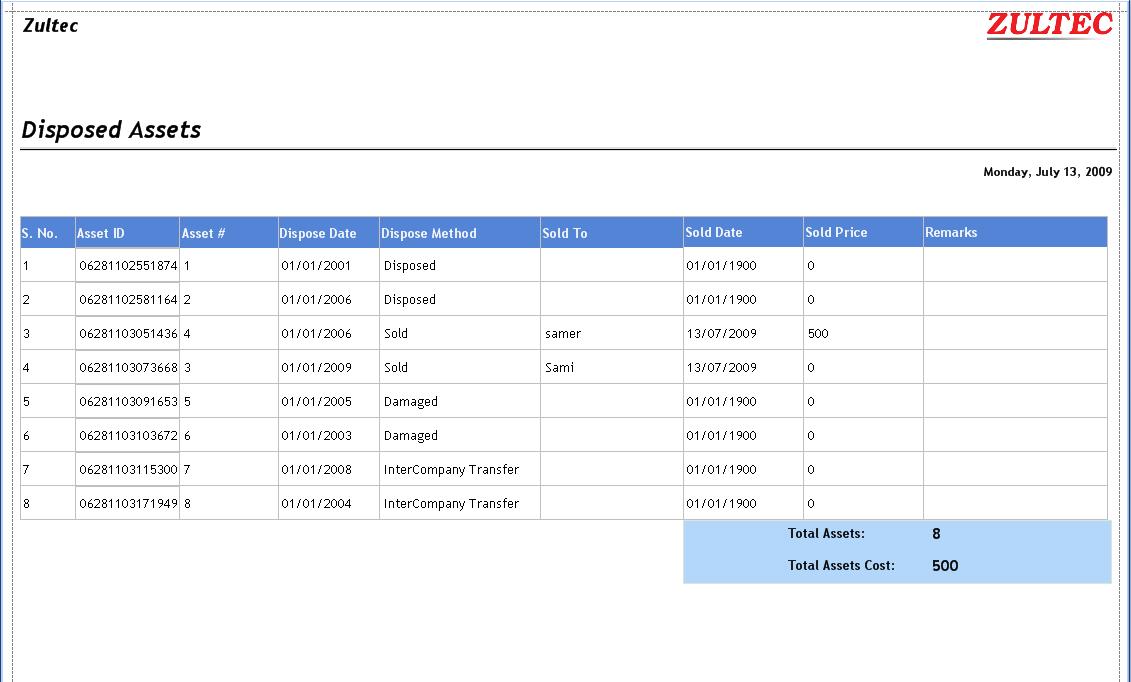 Zultec ZULTEC
Disposed Assets
Monday, July 13, 2009
S. No. Asset ID Asset # Dispose Date Dispose Method Sold To Sold Date Sold Price Remarks
1 06281102551874 1 01/01/2001 Disposed 01/01/1900 0
2 06281102581164 2 01/01/2006 Disposed 01/01/1900 0
3 06281103051436 4 01/01/2006 Sold samer 13/07/2009 500
4 06281103073668 3 01/01/2009 Sold Sami 13/07/2009 0
5 06281103091653 5 01/01/2005 Damaged 01/01/1900 0
6 06281103103672 6 01/01/2003 Damaged 01/01/1900 0
7 06281103115300 7 01/01/2008 InterCompany Transfer 01/01/1900 0
8 06281103171949 8 01/01/2004 InterCompany Transfer 01/01/1900 0
Total Assets: 8
Total Assets Cost: 500